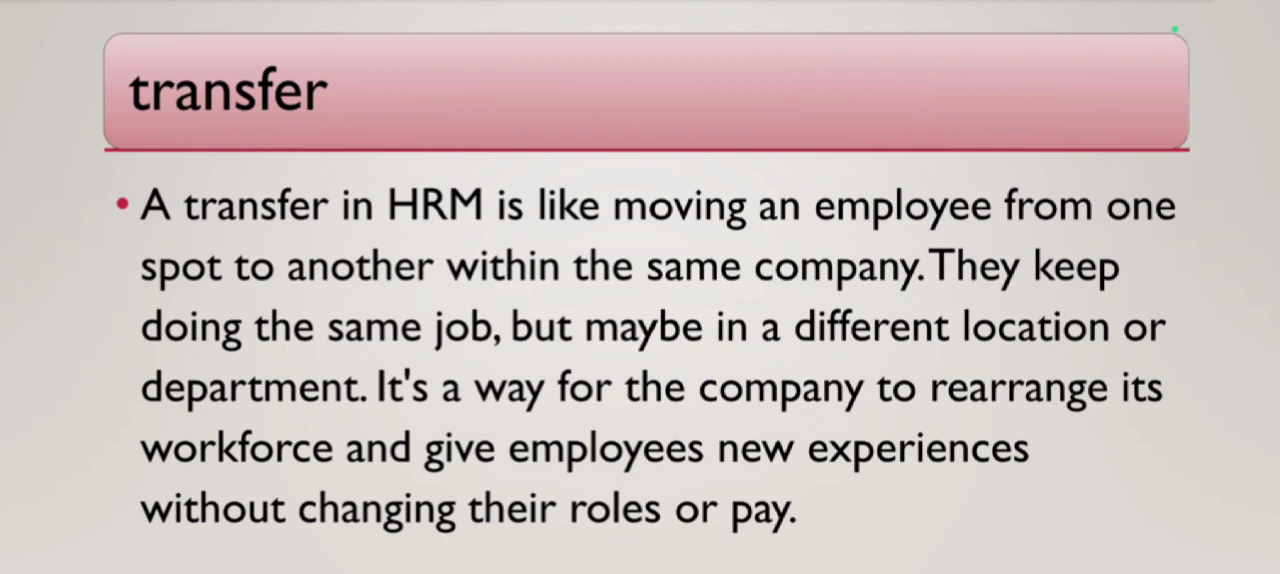 transfer
• A transfer in HRM is like moving an employee from one
spot to another within the same company. They keep
doing the same job, but maybe in a different location or
department. It's a way for the company to rearrange its
workforce and give employees new experiences
without changing their roles or pay.